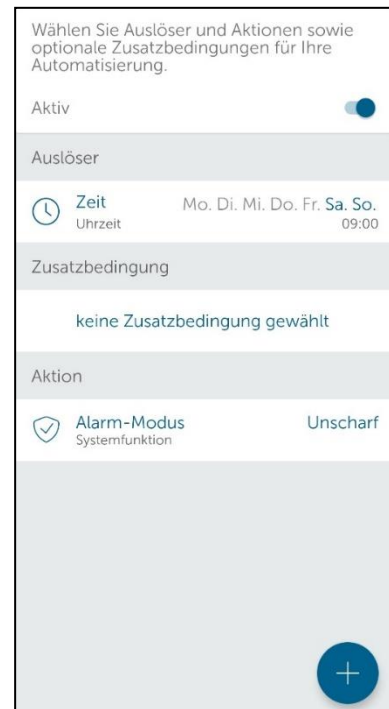 Wählen Sie Auslöser und Aktionen sowie
optionale Zusatzbedingungen für Ihre
Automatisierung.
Aktiv
Auslöser
Zeit Mo. Di. Mi. Do. Fr. Sa. So.
Uhrzeit 09:00
Zusatzbedingung
keine Zusatzbedingung gewählt
Aktion
Alarm-Modus Unscharf
Systemfunktion